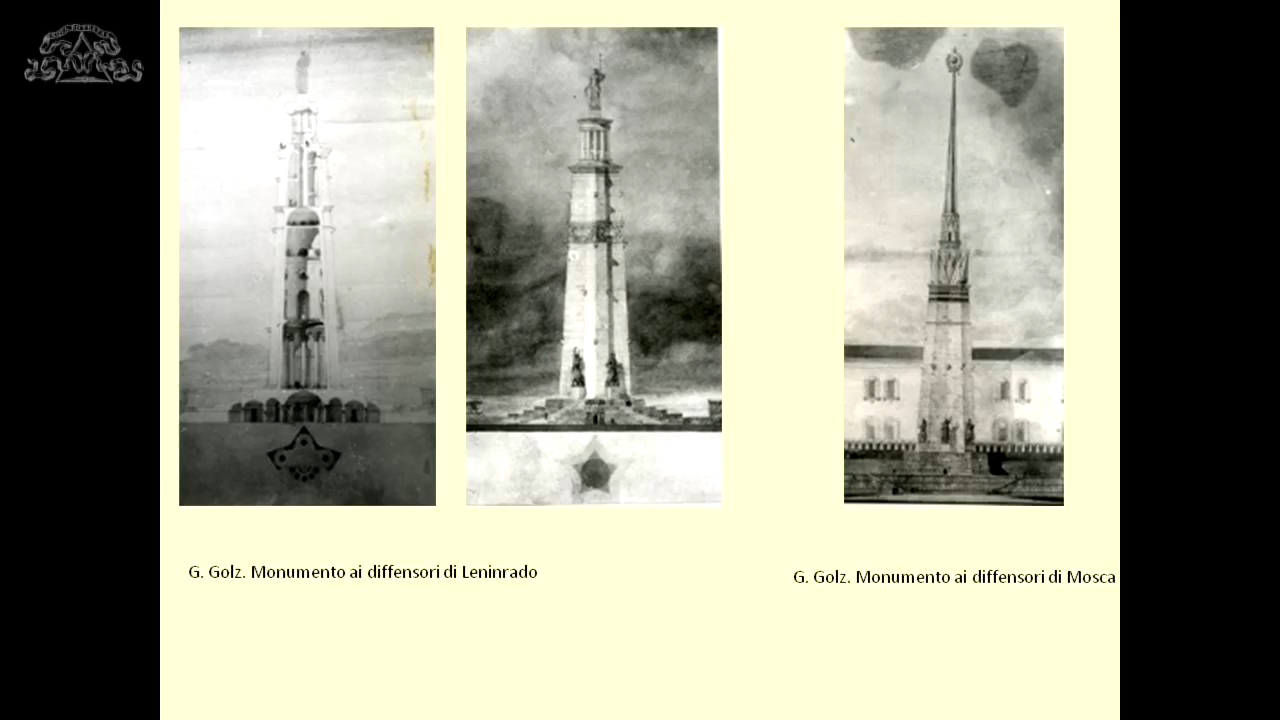 G. Golz. Monumento ai diffensori di Leninrado
G. Golz. Monumento ai diffensori di Mosca